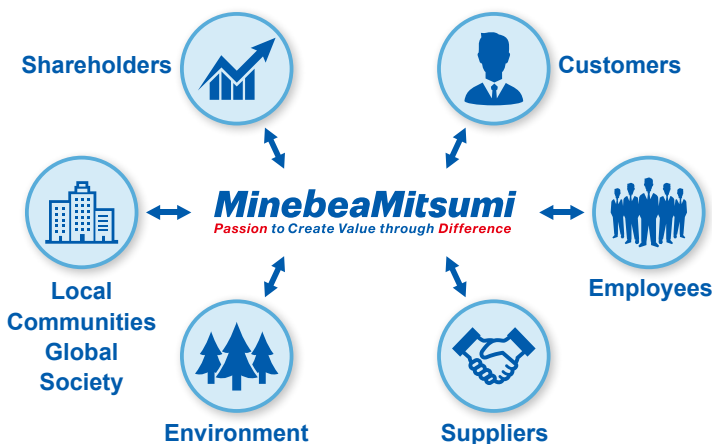 Shareholders
Customers
MinebeaMitsumi
Passion to Create Value through Difference
Local
Communities
Global
Society
Employees
Environment
Suppliers